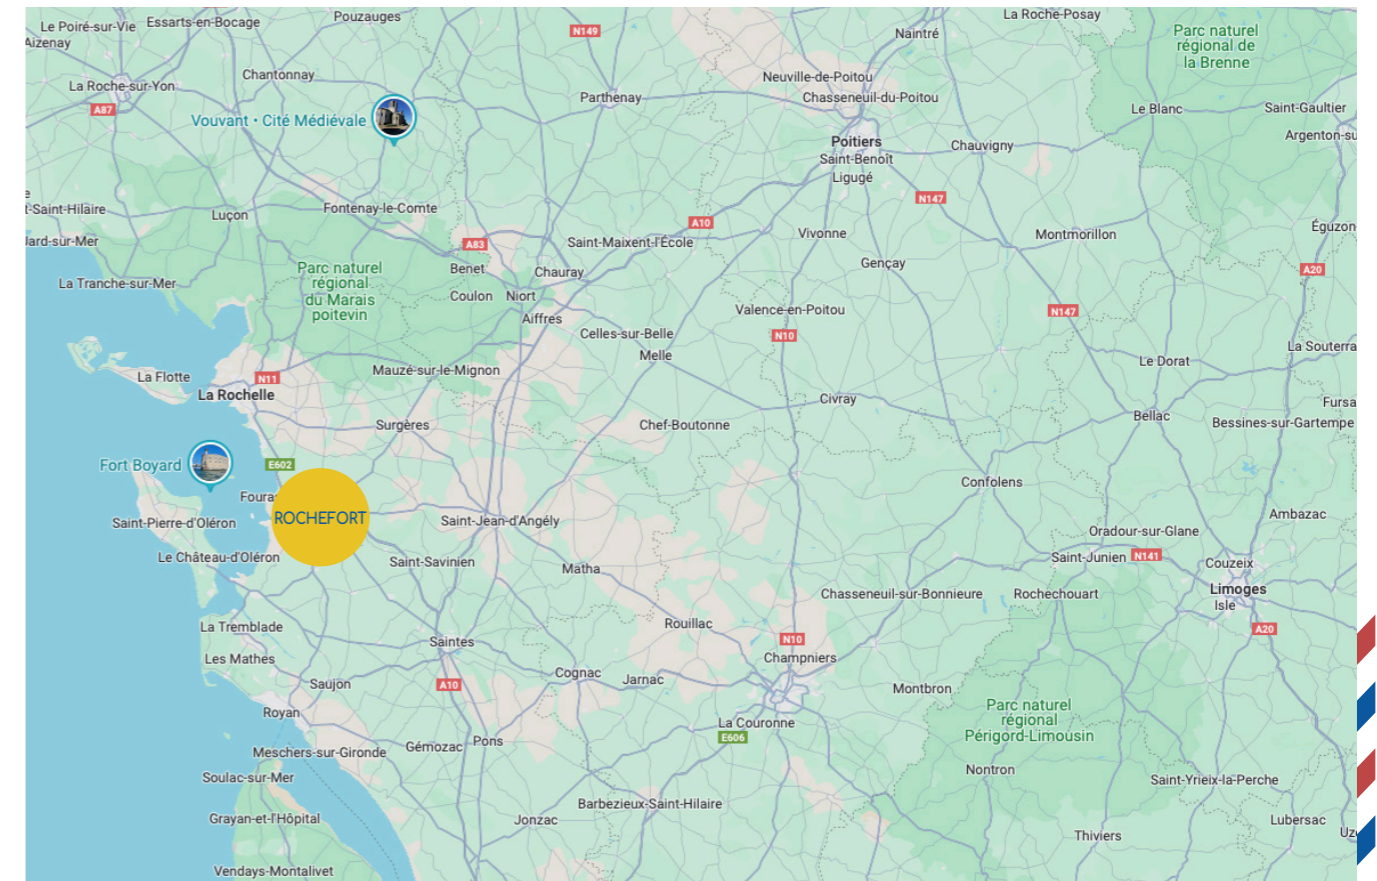 Le Poiré-sur-Vie
Essarts-en-Bocage
Pouzauges
La Roche-Posay
Aizenay
N149
Naintré
Parc naturel
régional de
la Brenne
Chantonnay
La Roche-sur-Yon
Neuville-de-Poitou
Parthenay
Chasseneuil-du-Poitou
A87
Le Blanc
Saint-Gaultier
Vouvant • Cité Médiévale
Argenton-su
Poitiers
Chauvigny
Saint-Benoît
Ligugé
N147
t-Saint-Hilaire
Luçon
Fontenay-le-Comte
A10
Éguzon
Jard-sur-Mer
A83
Saint-Maixent-l'École
Vivonne
Montmorillon
Gençay
Parc naturel
régional
du Marais
poitevin
Benet
Chauray
A20
La Tranche-sur-Mer
Coulon
Niort
Valence-en-Poitou
N147
Aiffres
Celles-sur-Belle
N10
Melle
La Souterra
Le Dorat
La Flotte
N11
Mauzé-sur-le-Mignon
La Rochelle
Civray
Fursa
Surgères
Chef-Boutonne
Bellac
Bessines-sur-Gartempe
Fort Boyard
E602
Confolens
Foura
ROCHEFORT
Saint-Pierre-d'Oléron
Saint-Jean-d'Angély
Ambazac
Oradour-sur-Glane
Le Château-d'Oléron
Saint-Savinien
Matha
Saint-Junien
N141
Couzeix
Chasseneuil-sur-Bonnieure
Rochechouart
Limoges
Isle
La Tremblade
Rouillac
A20
Saintes
N10
Les Mathes
Champniers
Saujon
A10
Cognac
Jarnac
Montbron
Royan
La Couronne
Parc naturel
régional
Périgord-Limousin
E606
Meschers-sur-Gironde
Gémozac
Pons
Soulac-sur-Mer
Nontron
Saint-Yrieix-la-Perche
Grayan-et-l'Hôpital
Jonzac
Barbezieux-Saint-Hilaire
Lubersac
Thiviers
Uz
Vendays-Montalivet